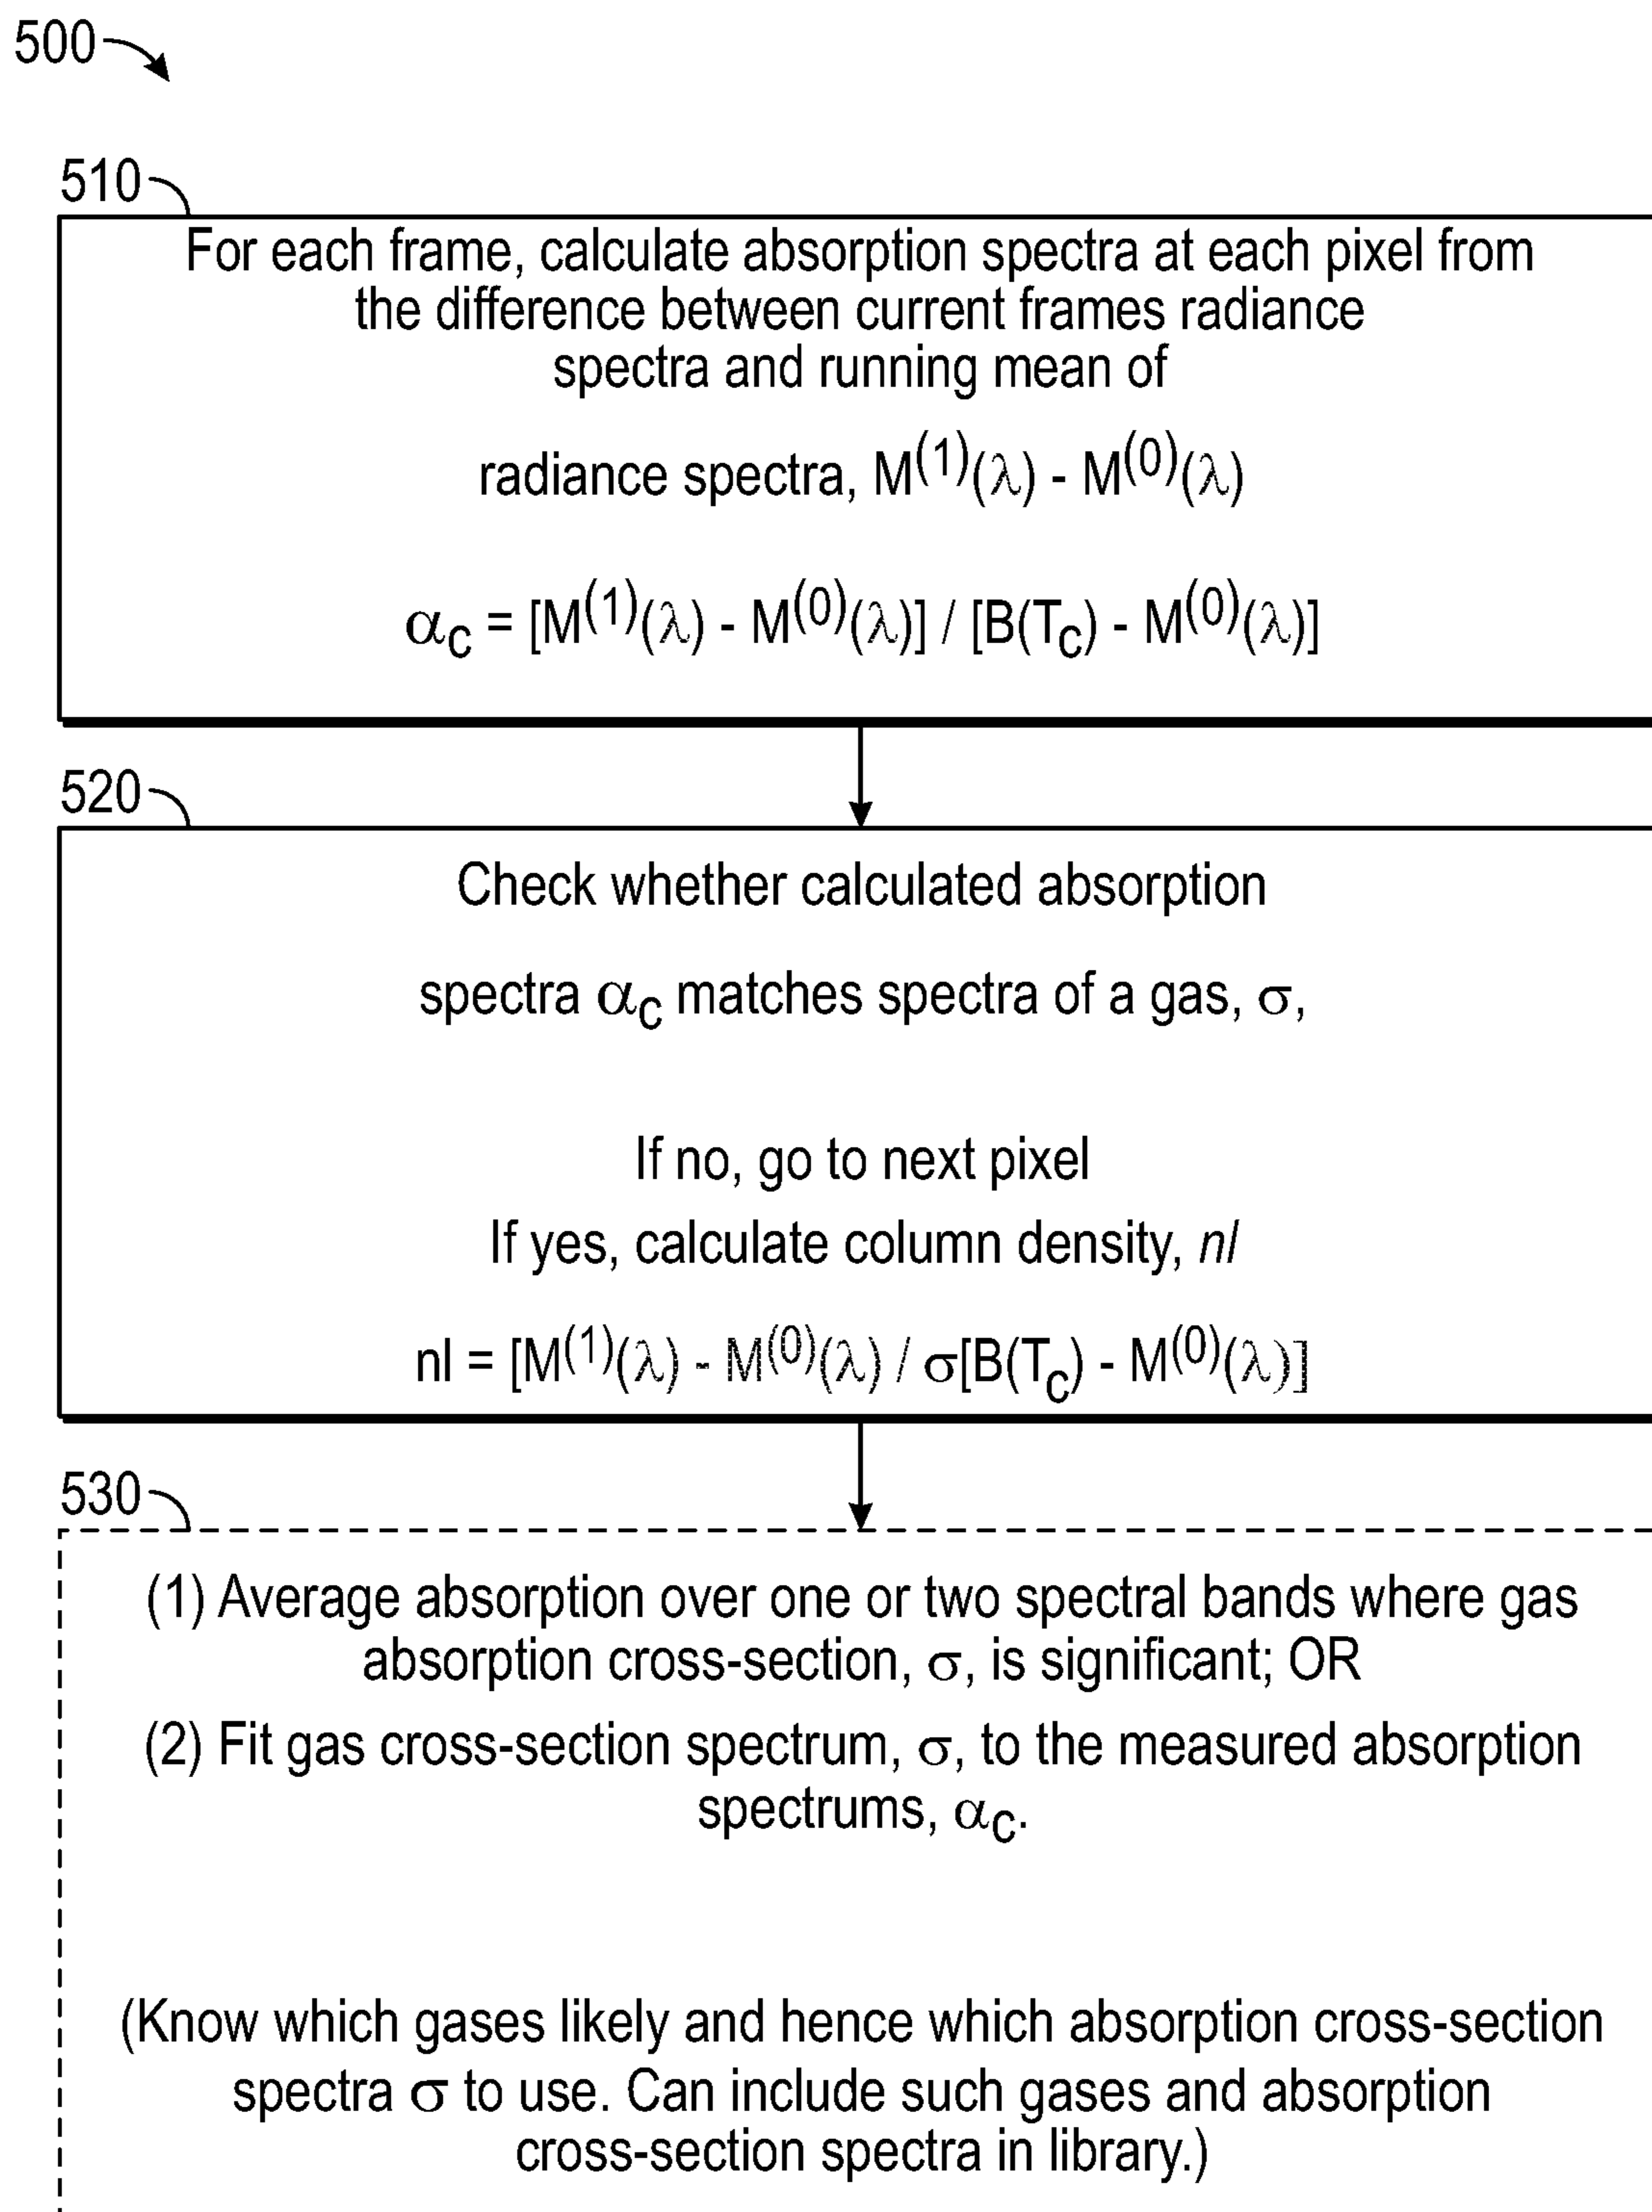 500
510
For each frame, calculate absorption spectra at each pixel from
the difference between current frames radiance
spectra and running mean of
radiance spectra, M⁽¹⁾(λ) - M⁽⁰⁾(λ)
α_C = [M⁽¹⁾(λ) - M⁽⁰⁾(λ)] / [B(T_C) - M⁽⁰⁾(λ)]
520
Check whether calculated absorption
spectra α_C matches spectra of a gas, σ,
If no, go to next pixel
If yes, calculate column density, nl
nl = [M⁽¹⁾(λ) - M⁽⁰⁾(λ) / σ[B(T_C) - M⁽⁰⁾(λ)]
530
(1) Average absorption over one or two spectral bands where gas
absorption cross-section, σ, is significant; OR
(2) Fit gas cross-section spectrum, σ, to the measured absorption
spectrums, α_C.
(Know which gases likely and hence which absorption cross-section
spectra σ to use. Can include such gases and absorption
cross-section spectra in library.)